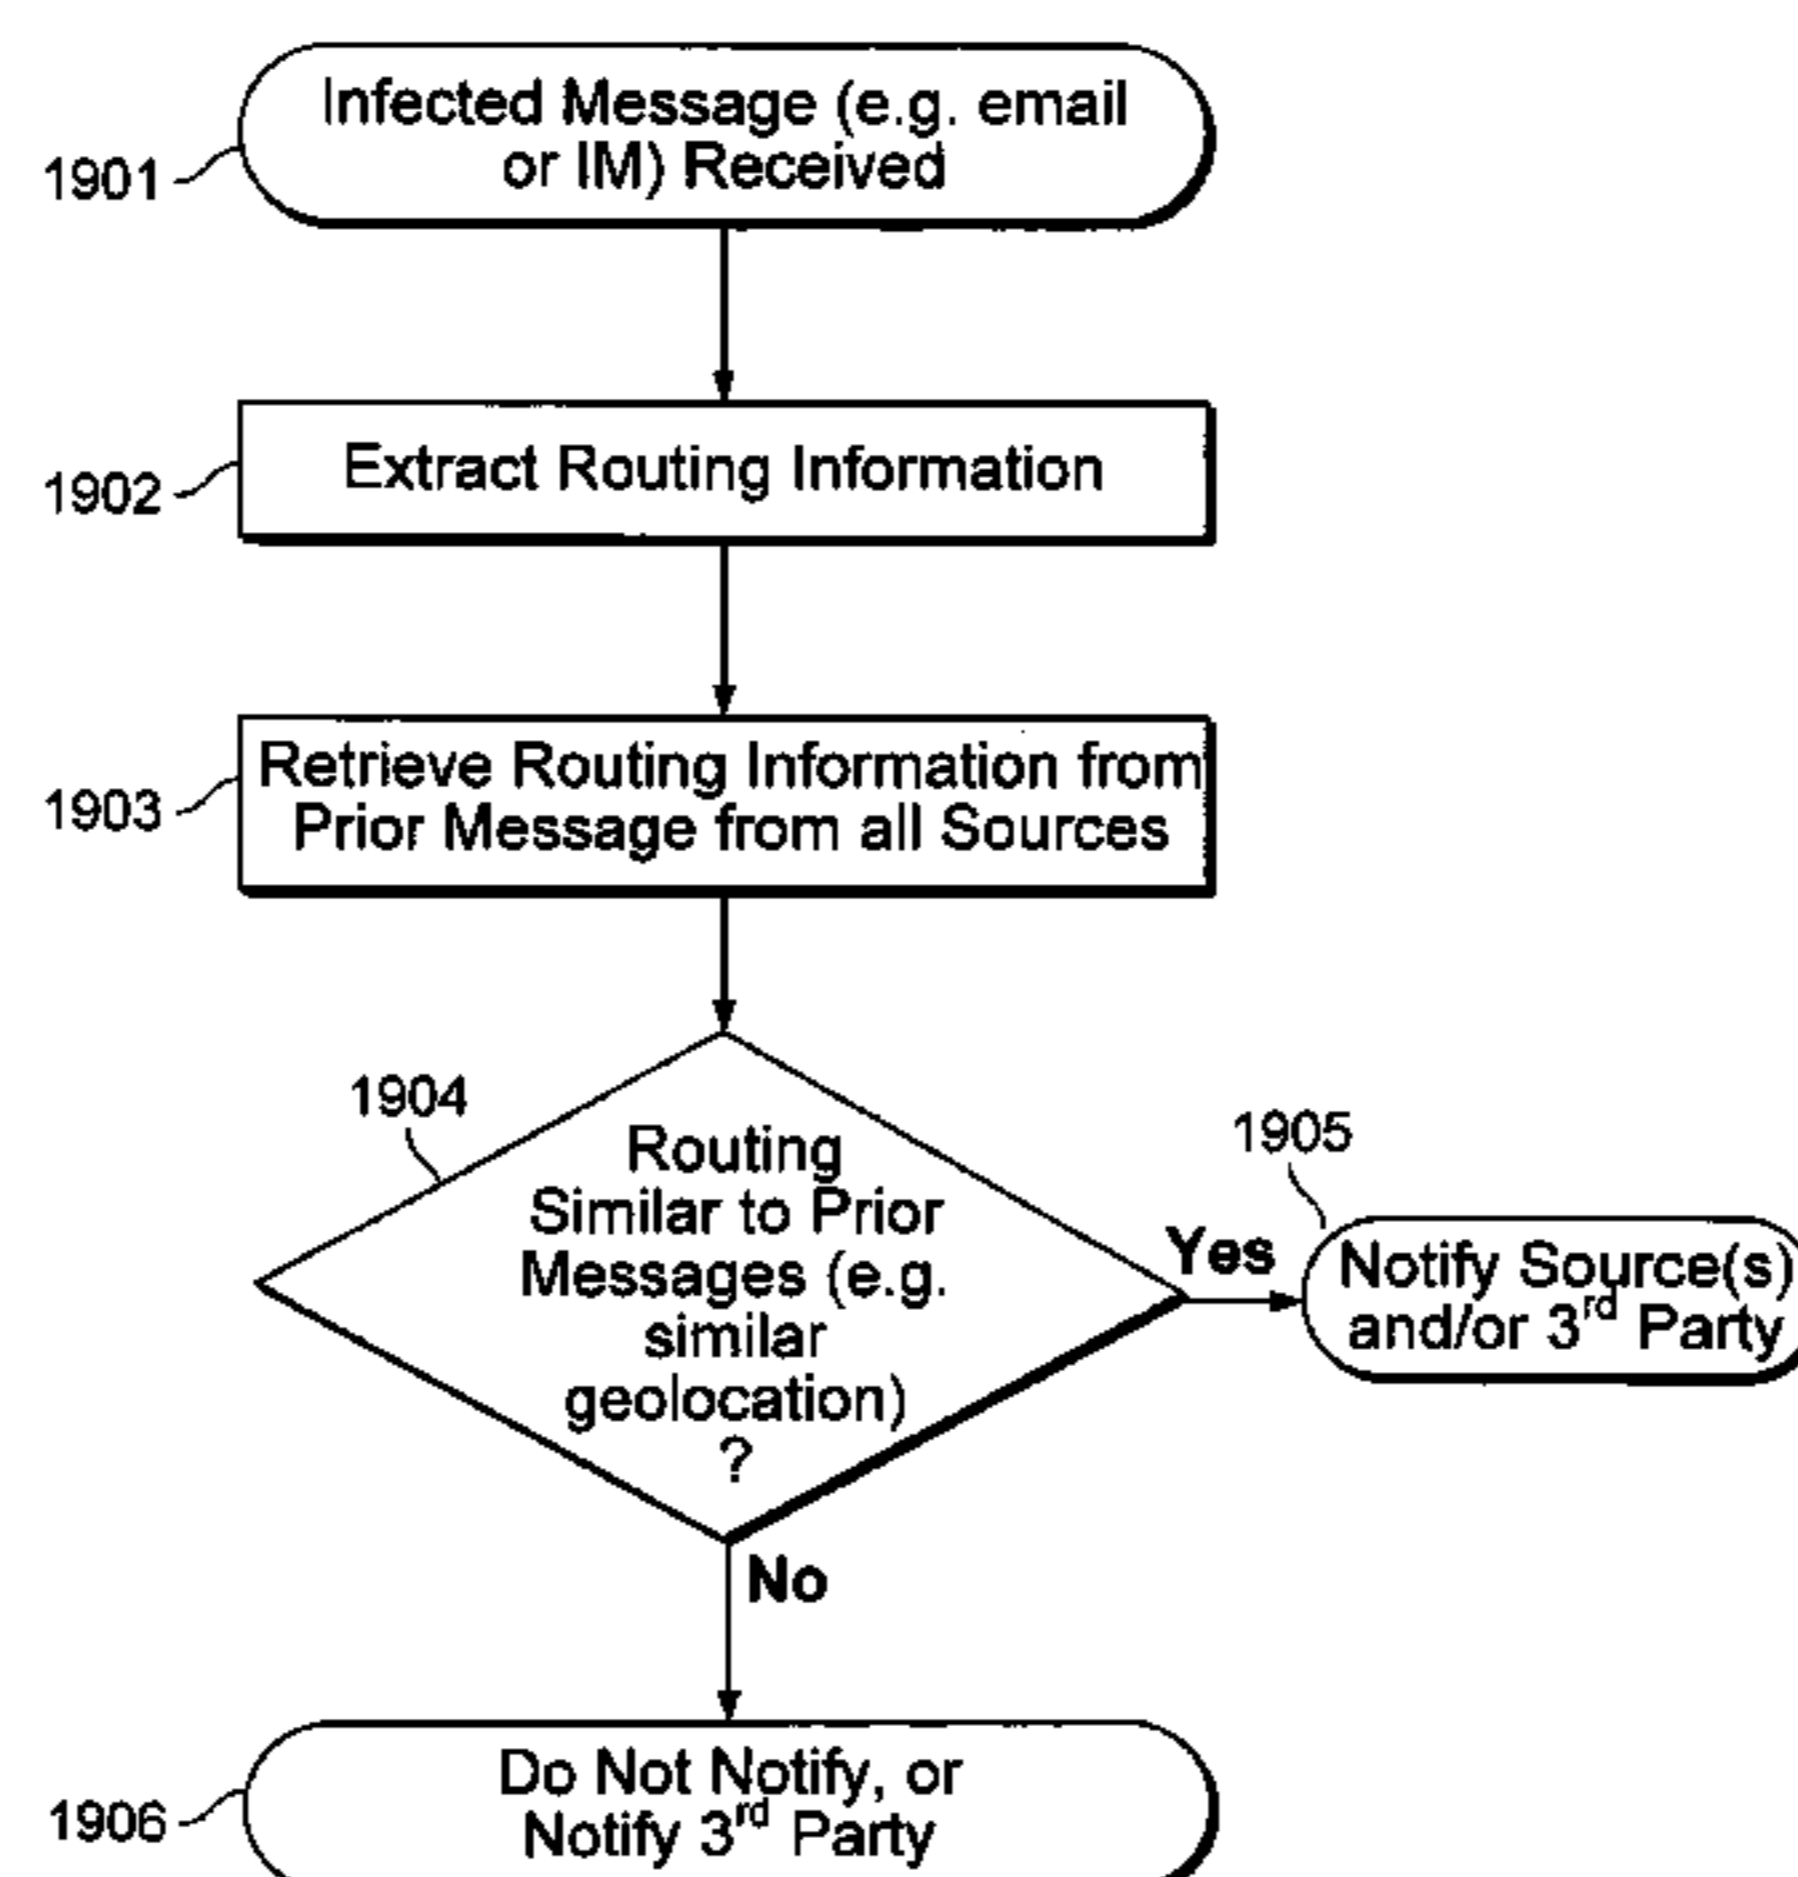 Infected Message (e.g. email
or IM) Received
1901
Extract Routing Information
1902
Retrieve Routing Information from
Prior Message from all Sources
1903
1904
Routing
Similar to Prior
Messages (e.g.
similar
geolocation)
?
Yes
1905
Notify Source(s)
and/or 3rd Party
No
Do Not Notify, or
Notify 3rd Party
1906